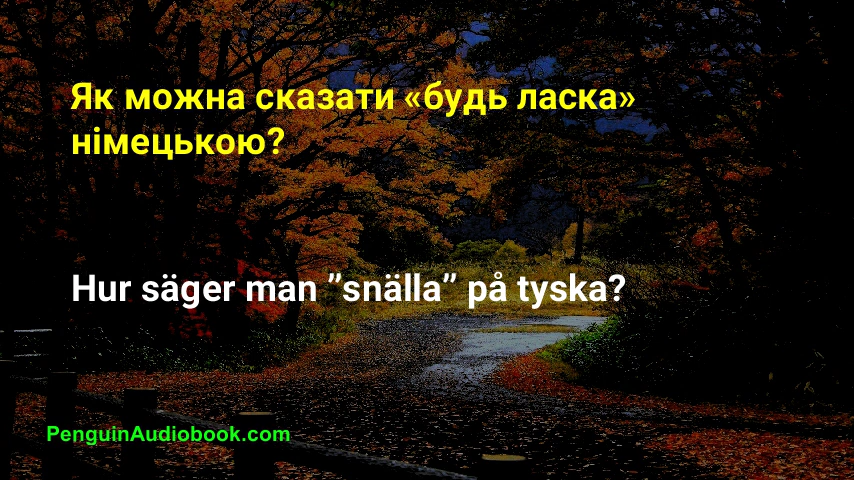 Як можна сказати «будь ласка»
німецькою?
Hur säger man ”snälla” på tyska?
PenguinAudiobook.com